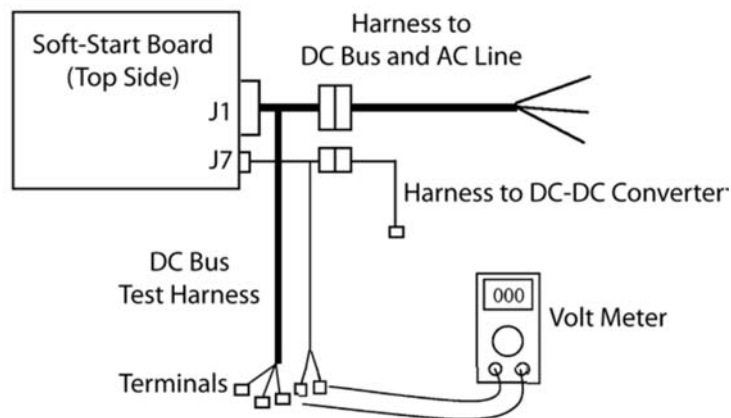 Soft-Start Board
(Top Side)
J1
J7
Harness to
DC Bus and AC Line
Harness to DC-DC Converter
DC Bus
Test Harness
000
Volt Meter
Terminals